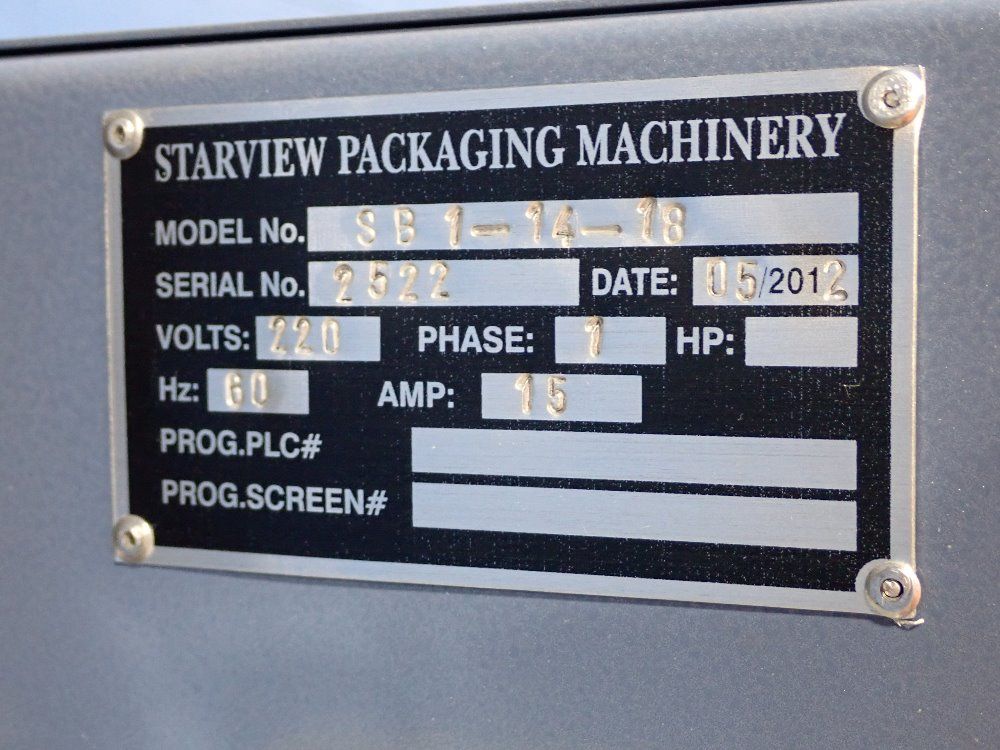 STARVIEW PACKAGING MACHINERY
MODEL No. SB 1-14-18
SERIAL No. 2522 DATE: 05/2012
VOLTS: 220 PHASE: 1 HP:
Hz: 60 AMP: 15
PROG.PLC#
PROG.SCREEN#